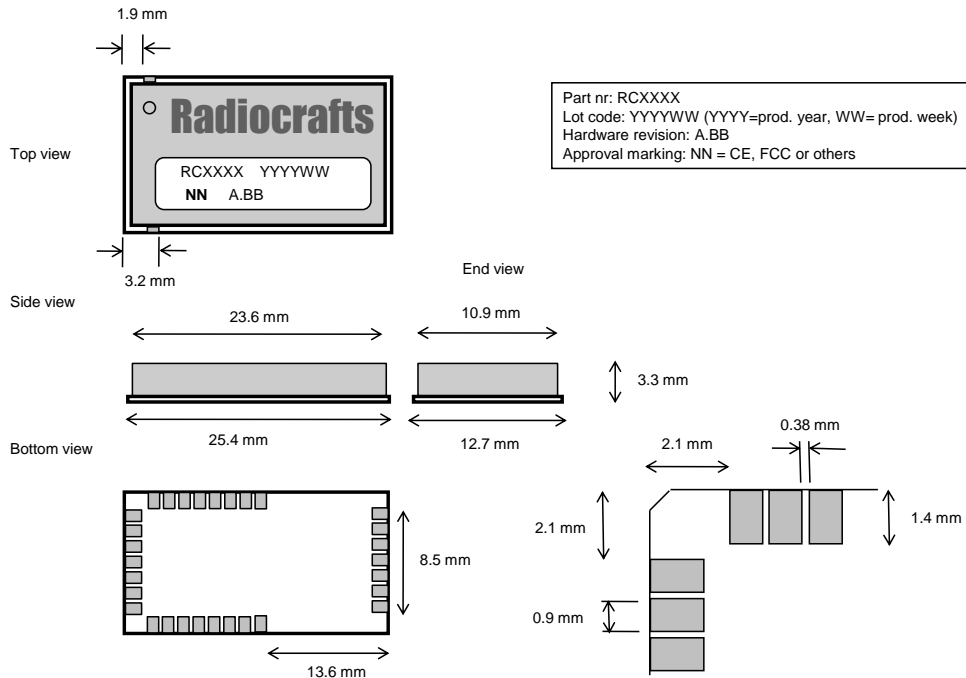 1.9 mm
Radiocrafts
RCXXXX YYYYWW
NN A.BB
Part nr: RCXXXX
Lot code: YYYYWW (YYYY=prod. year, WW= prod. week)
Hardware revision: A.BB
Approval marking: NN = CE, FCC or others
Top view
3.2 mm
End view
Side view
23.6 mm
10.9 mm
3.3 mm
25.4 mm
12.7 mm
Bottom view
0.38 mm
2.1 mm
2.1 mm
1.4 mm
8.5 mm
0.9 mm
13.6 mm